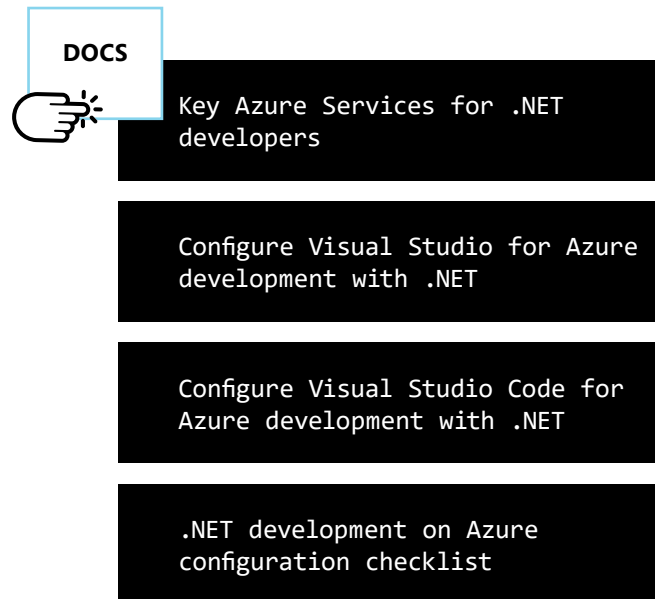 DOCS
Key Azure Services for .NET
developers
Configure Visual Studio for Azure
development with .NET
Configure Visual Studio Code for
Azure development with .NET
.NET development on Azure
configuration checklist